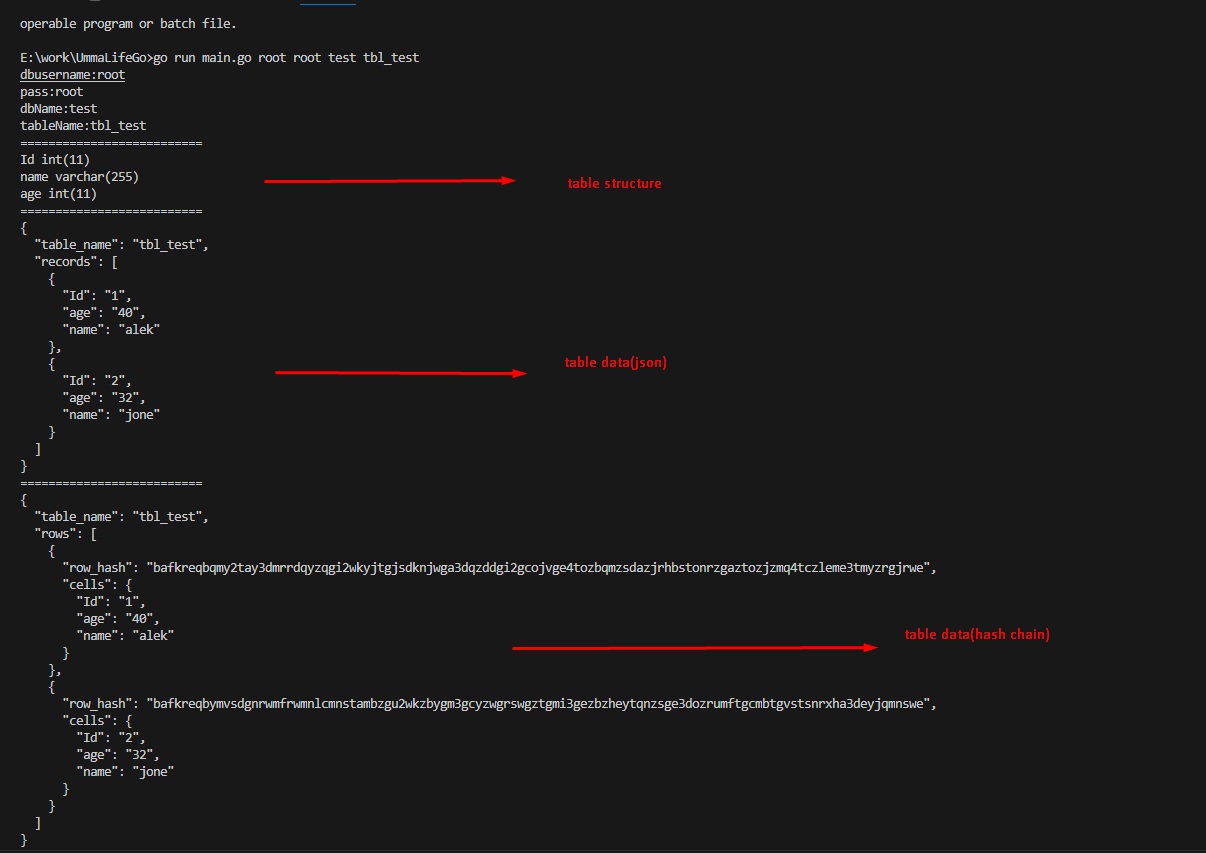 operable program or batch file.
E:\work\UmmaLifeGo>go run main.go root root test tbl_test
dbusername:root
pass:root
dbName:test
tableName:tbl_test
==========================
Id int(11)
name varchar(255)
age int(11)
table structure
==========================
{
"table_name": "tbl_test",
"records": [
{
"Id": "1",
"age": "40",
"name": "alek"
},
{
"Id": "2",
"age": "32",
"name": "jone"
}
]
}
table data(json)
==========================
{
"table_name": "tbl_test",
"rows": [
{
"row_hash": "bafkreqbqmy2tay3dmrrdqyzqgi2wkyjtgjsdknjwga3dqzddgi2gcojvge4tozbqmzsdazjrhbstonrzgaztozjzmq4tczleme3tmyzrgjrwe",
"cells": {
"Id": "1",
"age": "40",
"name": "alek"
}
},
{
"row_hash": "bafkreqbymvsdgnrwmfrwmnlcmnstambzgu2wkzbygm3gcyzwgrswgztgmi3gezbzheytqnzsge3dozrumftgcmbtgvstsnrxha3deyjqmnswe",
"cells": {
"Id": "2",
"age": "32",
"name": "jone"
}
}
]
}
table data(hash chain)